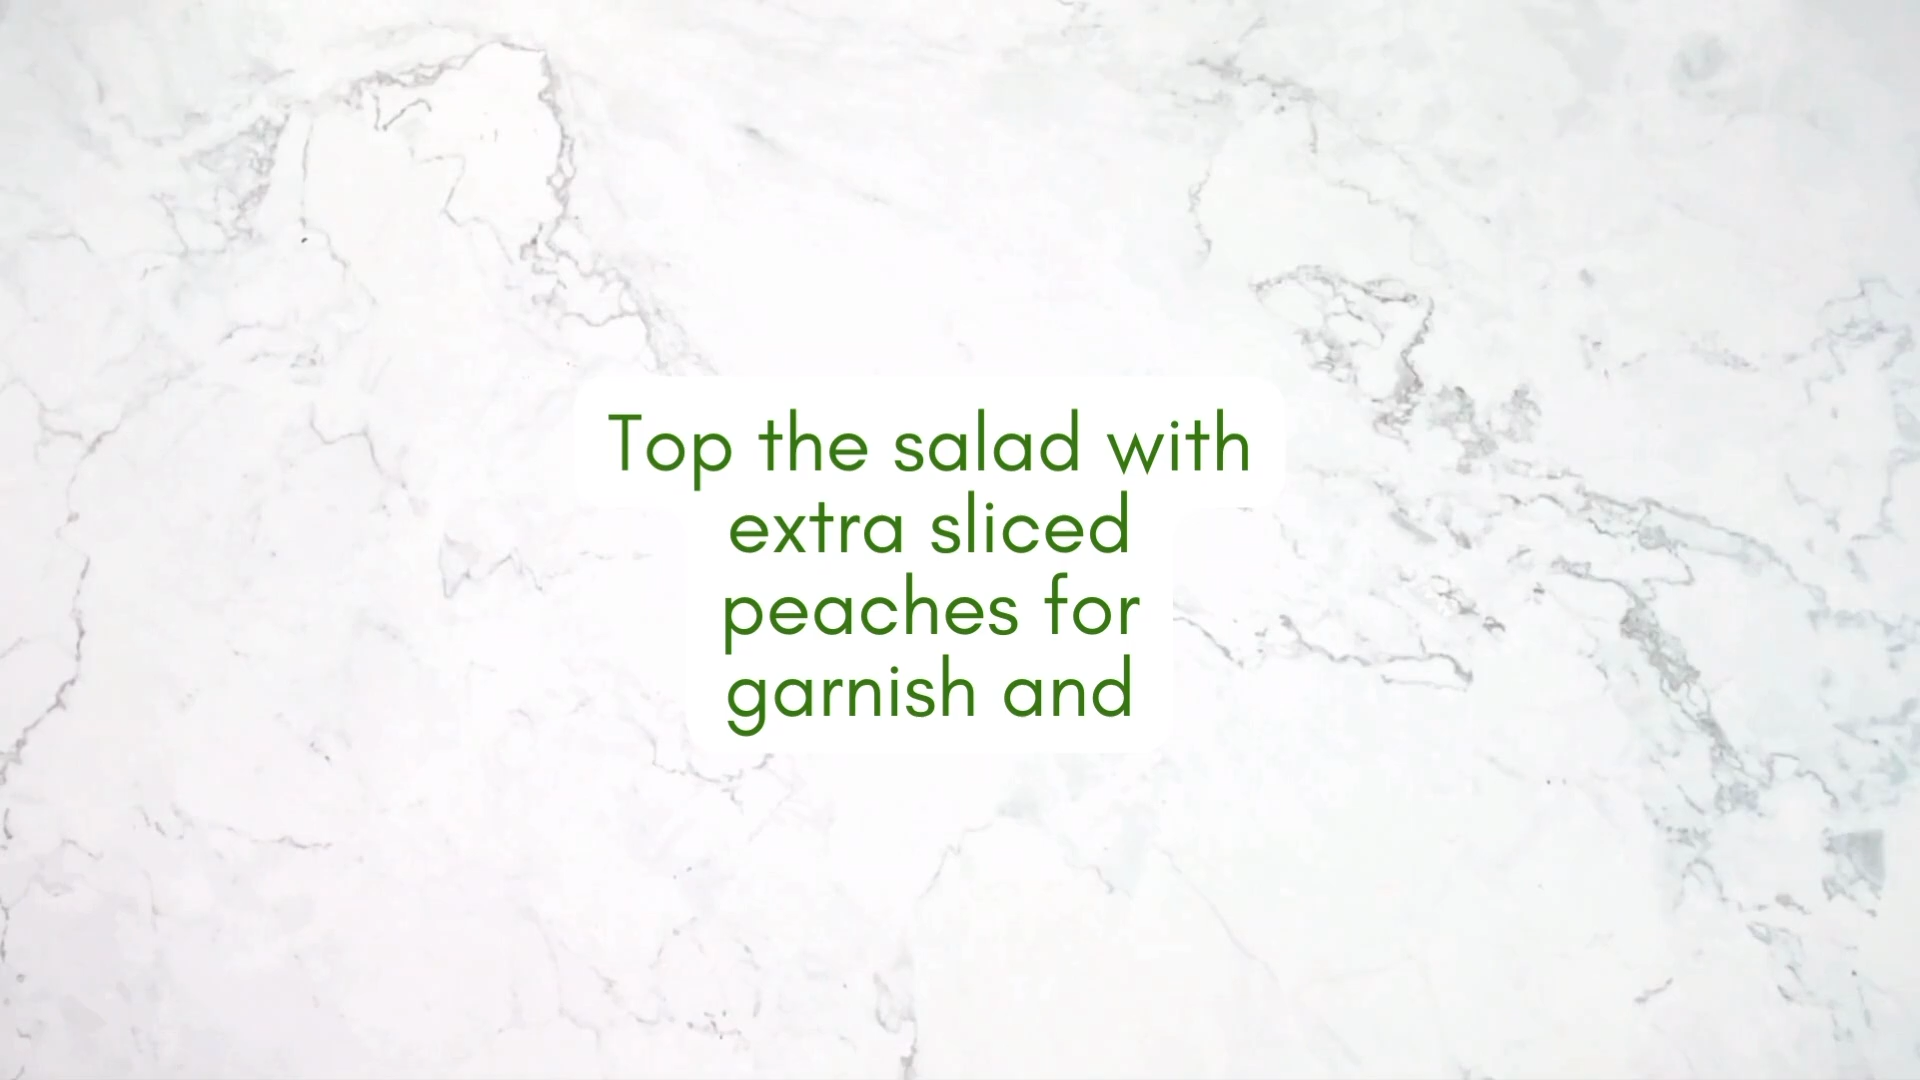 Top the salad with
extra sliced
peaches for
garnish and